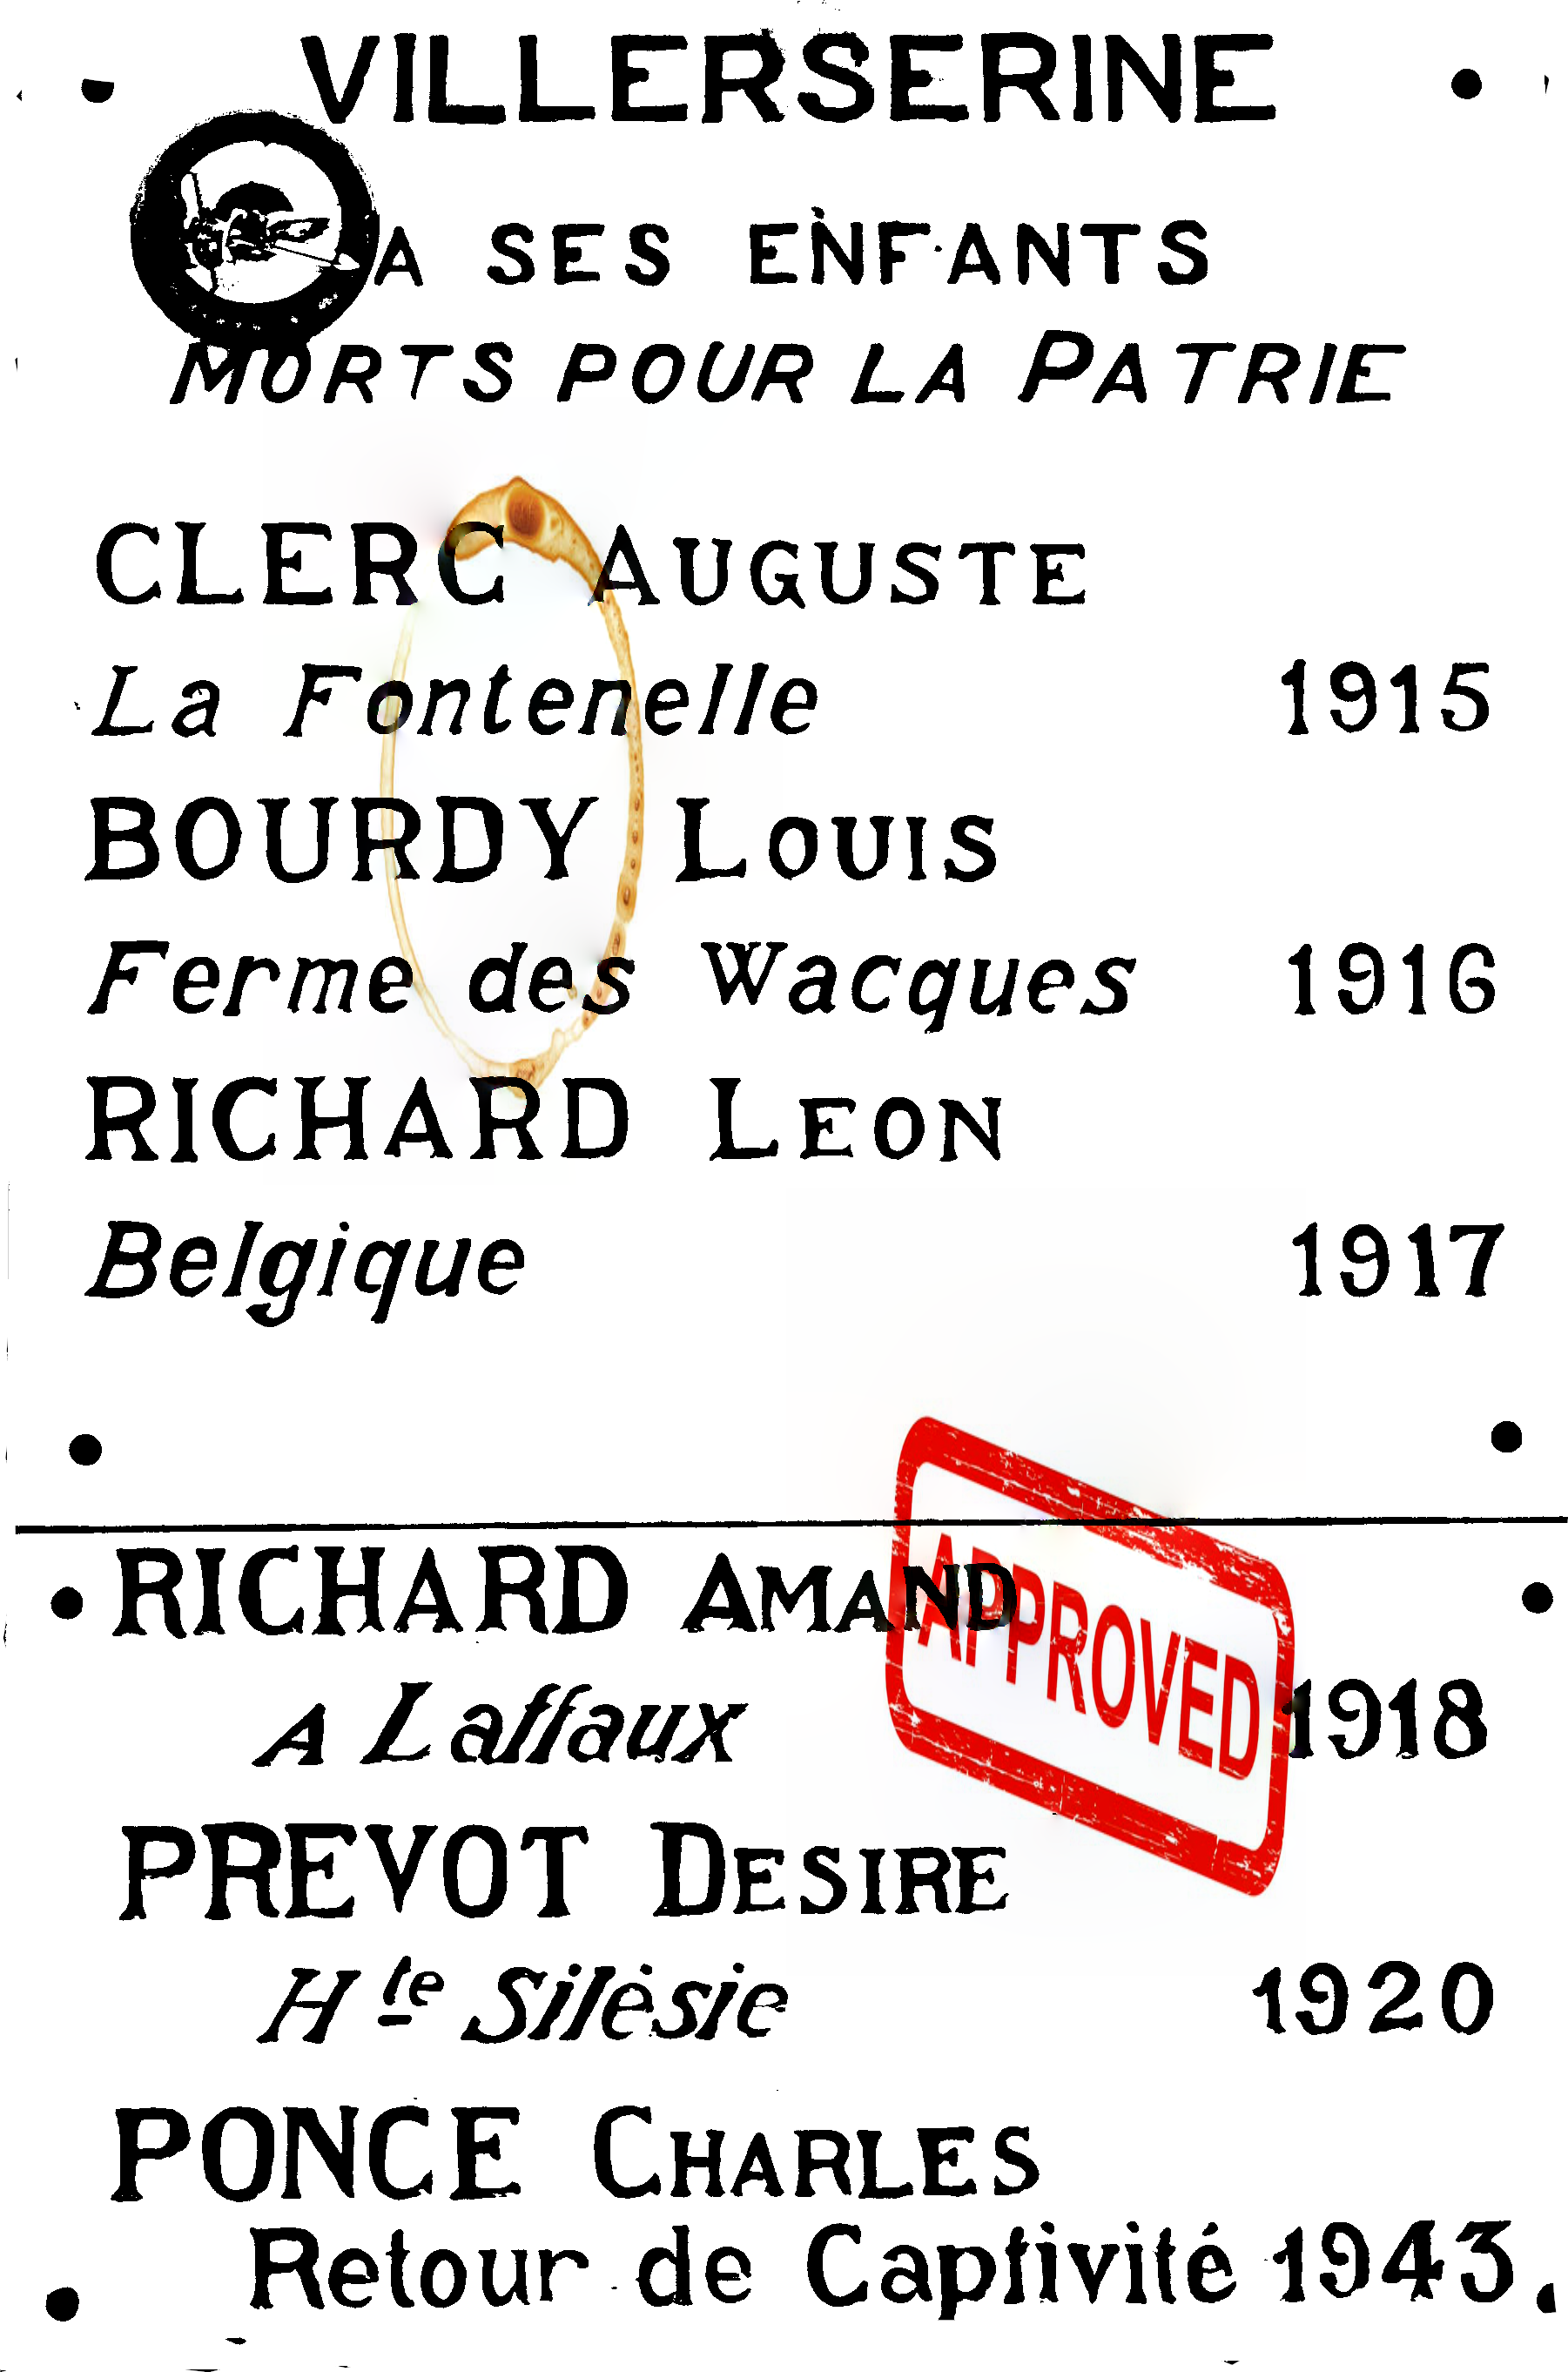 VILLERSERINE
A SES ENFANTS
MORTS POUR LA PATRIE
CLERC AUGUSTE
La Fontenelle 1915
BOURDY LOUIS
Ferme des Wacques 1916
RICHARD LEON
Belgique 1917
RICHARD AMAND
APPROVED
A Laffaux 1918
PREVOT DESIRE
Hte Silésie 1920
PONCE CHARLES
Retour de Captivité 1943